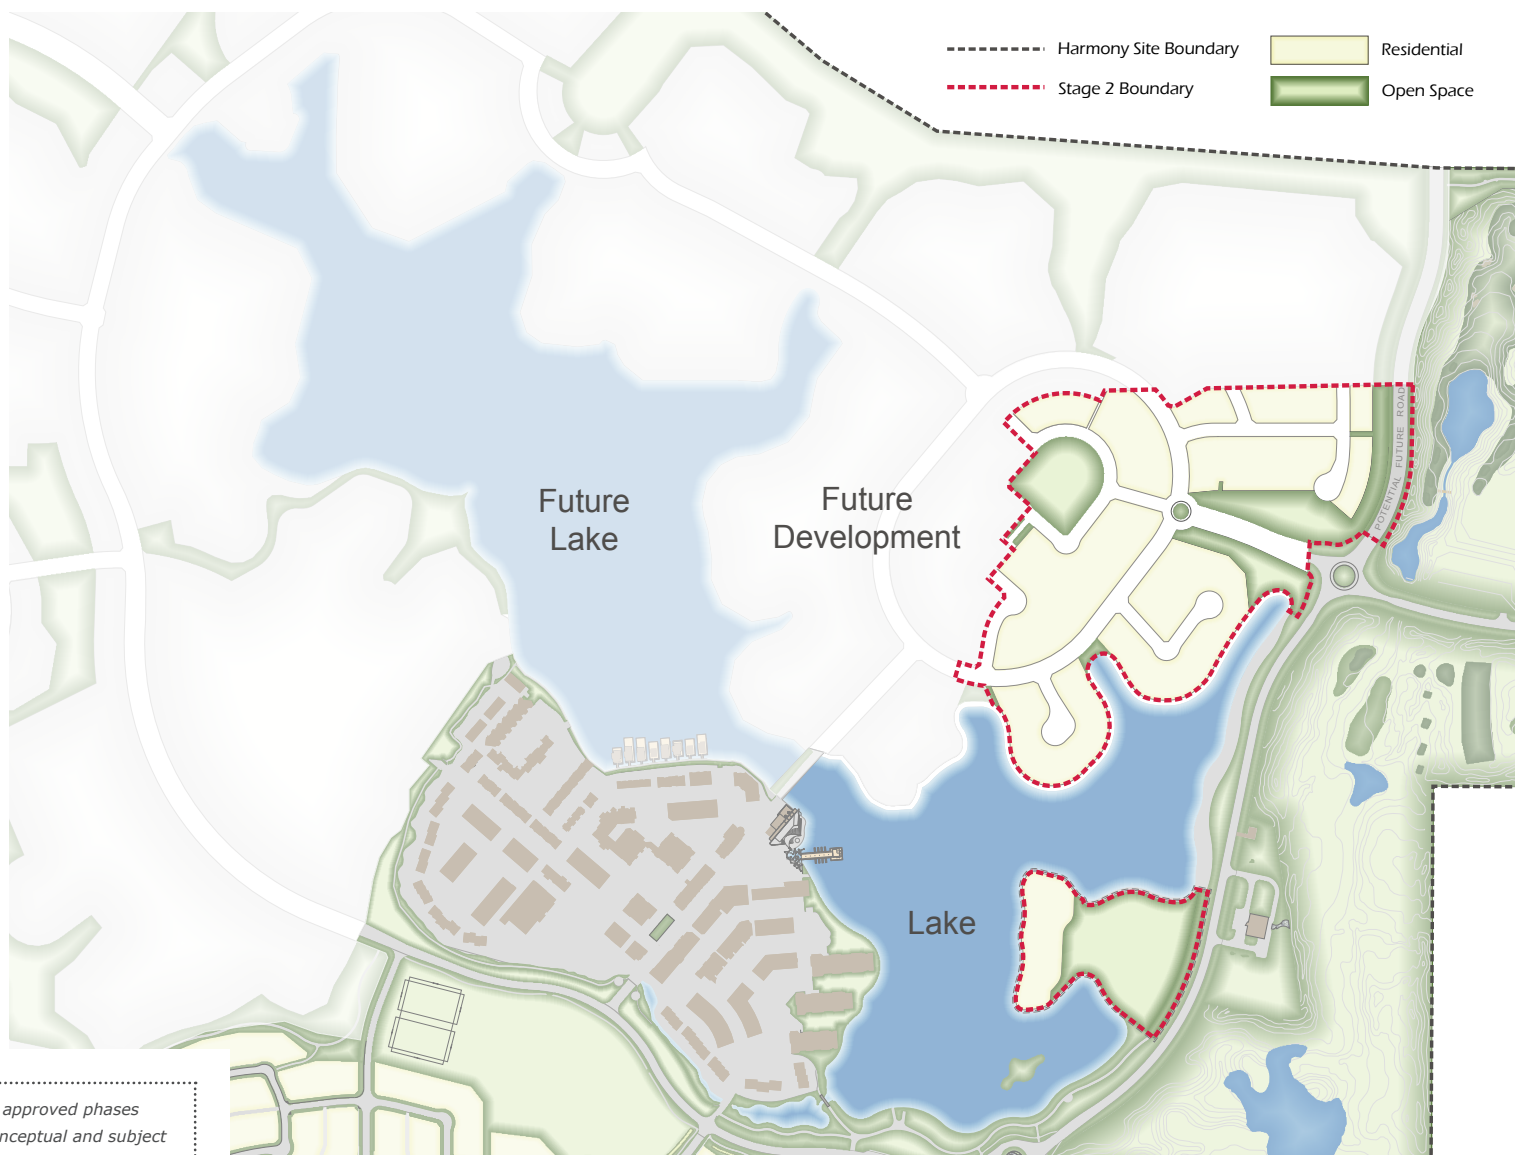 Harmony Site Boundary
Residential
Stage 2 Boundary
Open Space
POTENTIAL FUTURE ROAD
Future
Lake
Future
Development
Lake
approved phases
nceptual and subject